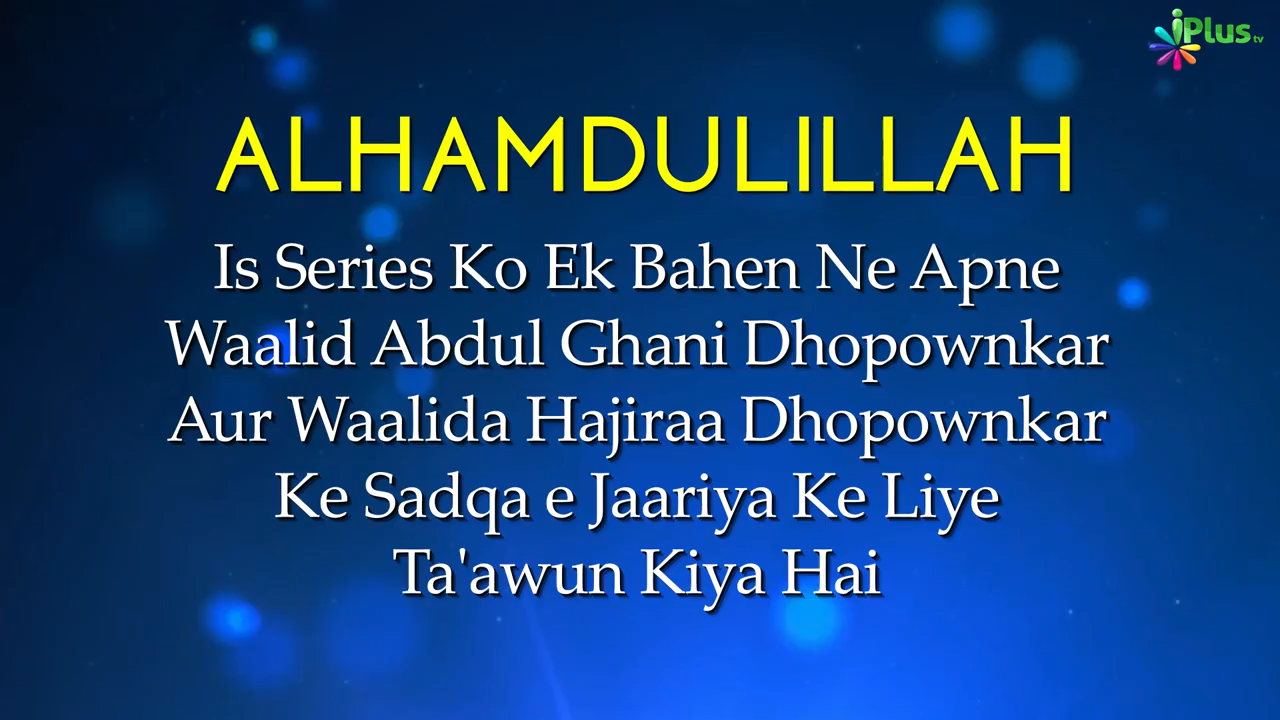 iPlus tv
ALHAMDULILLAH
Is Series Ko Ek Bahen Ne Apne
Waalid Abdul Ghani Dhopownkar
Aur Waalida Hajiraa Dhopownkar
Ke Sadqa e Jaariya Ke Liye
Ta'awun Kiya Hai